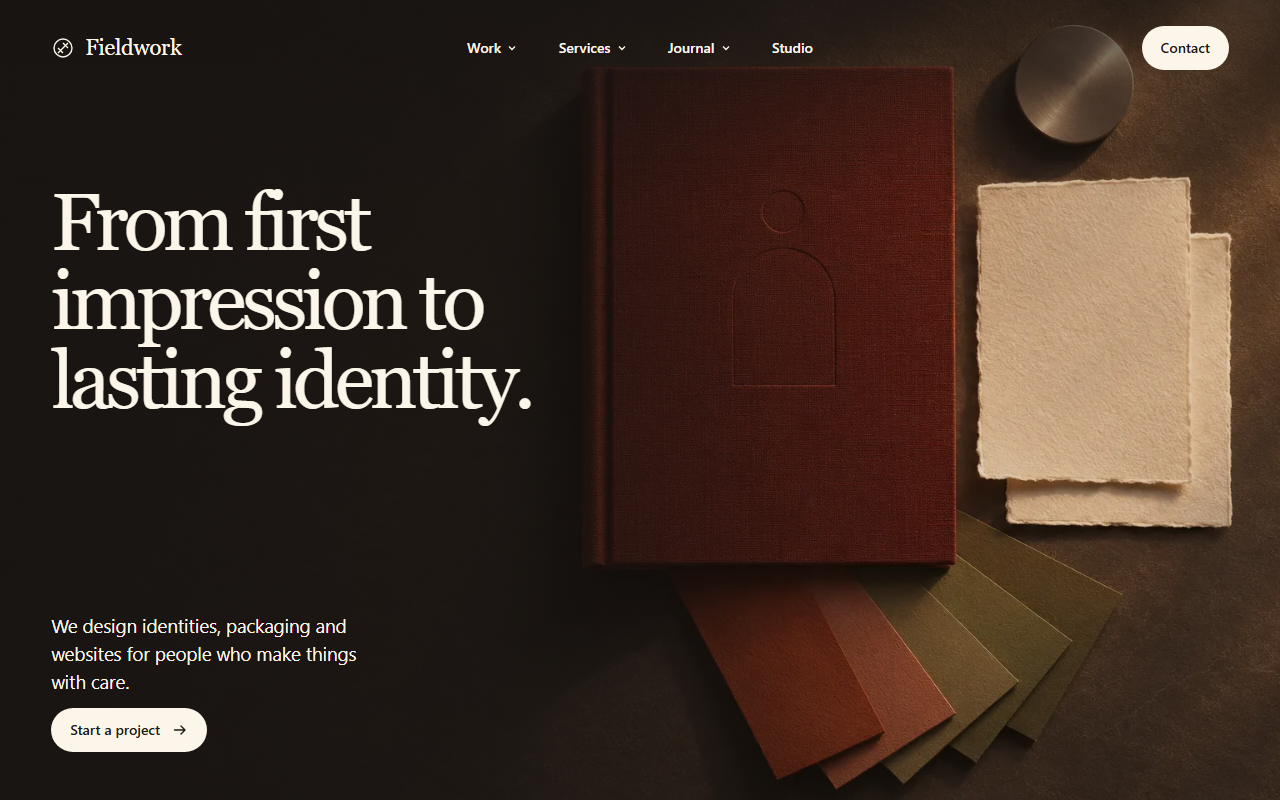 Fieldwork
Work
Services
Journal
Studio
Contact
From first
impression to
lasting identity.
We design identities, packaging and
websites for people who make things
with care.
Start a project